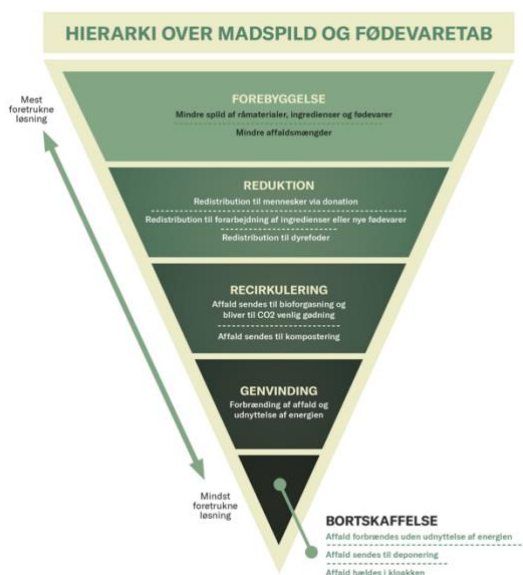 HIERARKI OVER MADSPILD OG FØDEVARETAB
Mest
foretrukne
løsning
FOREBYGGELSE
Mindre spild af råmaterialer, ingredienser og fødevarer
Mindre affaldsmængder
REDUKTION
Redistribution til mennesker via donation
Redistribution til forarbejdning af ingredienser eller nye fødevarer
Redistribution til dyrefoder
RECIRKULERING
Affald sendes til bioforgasning og
bliver til CO2 venlig gødning
Affald sendes til kompostering
GENVINDING
Forbrænding af affald og
udnyttelse af energien
Mindst
foretrukne
løsning
BORTSKAFFELSE
Affald forbrændes uden udnyttelse af energien
Affald sendes til deponering
Affald hældes i kloakken